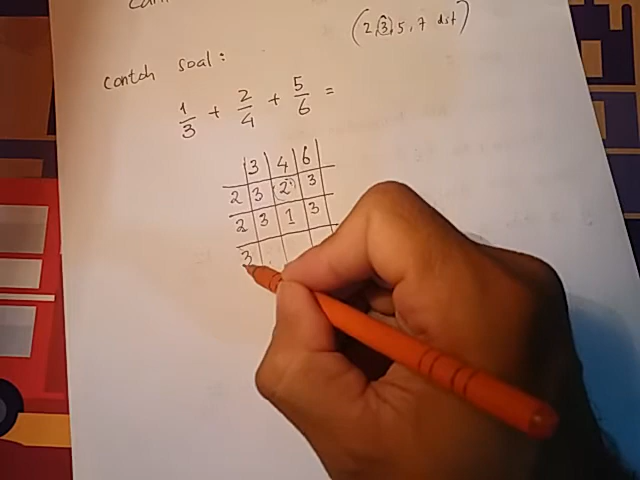 (2, 3, 5, 7 dst)
contoh soal :
1/3 + 2/4 + 5/6 =
3 4 6
2 3 2 3
2 3 1 3
3